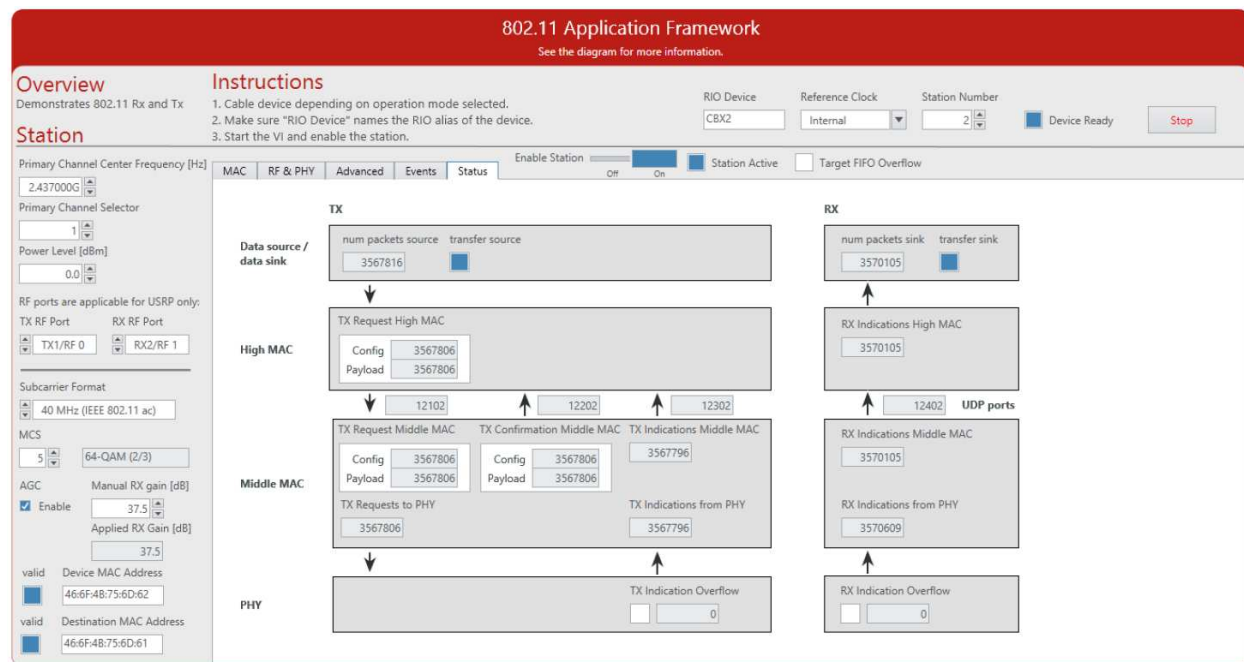 802.11 Application Framework
See the diagram for more information.
Overview
Demonstrates 802.11 Rx and Tx
Station
Instructions
1. Cable device depending on operation mode selected.
2. Make sure "RIO Device" names the RIO alias of the device.
3. Start the VI and enable the station.
RIO Device
CBX2
Reference Clock
Internal
Station Number
2
Device Ready
Stop
Primary Channel Center Frequency [Hz]
2.437000G
Primary Channel Selector
1
Power Level [dBm]
0.0
RF ports are applicable for USRP only:
TX RF Port RX RF Port
TX1/RF 0 RX2/RF 1
Subcarrier Format
40 MHz (IEEE 802.11 ac)
MCS
5 64-QAM (2/3)
AGC Manual RX gain [dB]
Enable 37.5
Applied RX Gain [dB]
37.5
valid Device MAC Address
46:6F:4B:75:6D:62
valid Destination MAC Address
46:6F:4B:75:6D:61
MAC RF & PHY Advanced Events Status
Enable Station Off On
Station Active
Target FIFO Overflow
TX RX
Data source /
data sink
num packets source transfer source
3567816
num packets sink transfer sink
3570105
High MAC
TX Request High MAC
Config 3567806
Payload 3567806
RX Indications High MAC
3570105
12102 12202 12302 12402 UDP ports
Middle MAC
TX Request Middle MAC
Config 3567806
Payload 3567806
TX Confirmation Middle MAC
Config 3567806
Payload 3567806
TX Indications Middle MAC
3567796
RX Indications Middle MAC
3570105
TX Requests to PHY
3567806
TX Indications from PHY
3567796
RX Indications from PHY
3570609
PHY
TX Indication Overflow
0
RX Indication Overflow
0